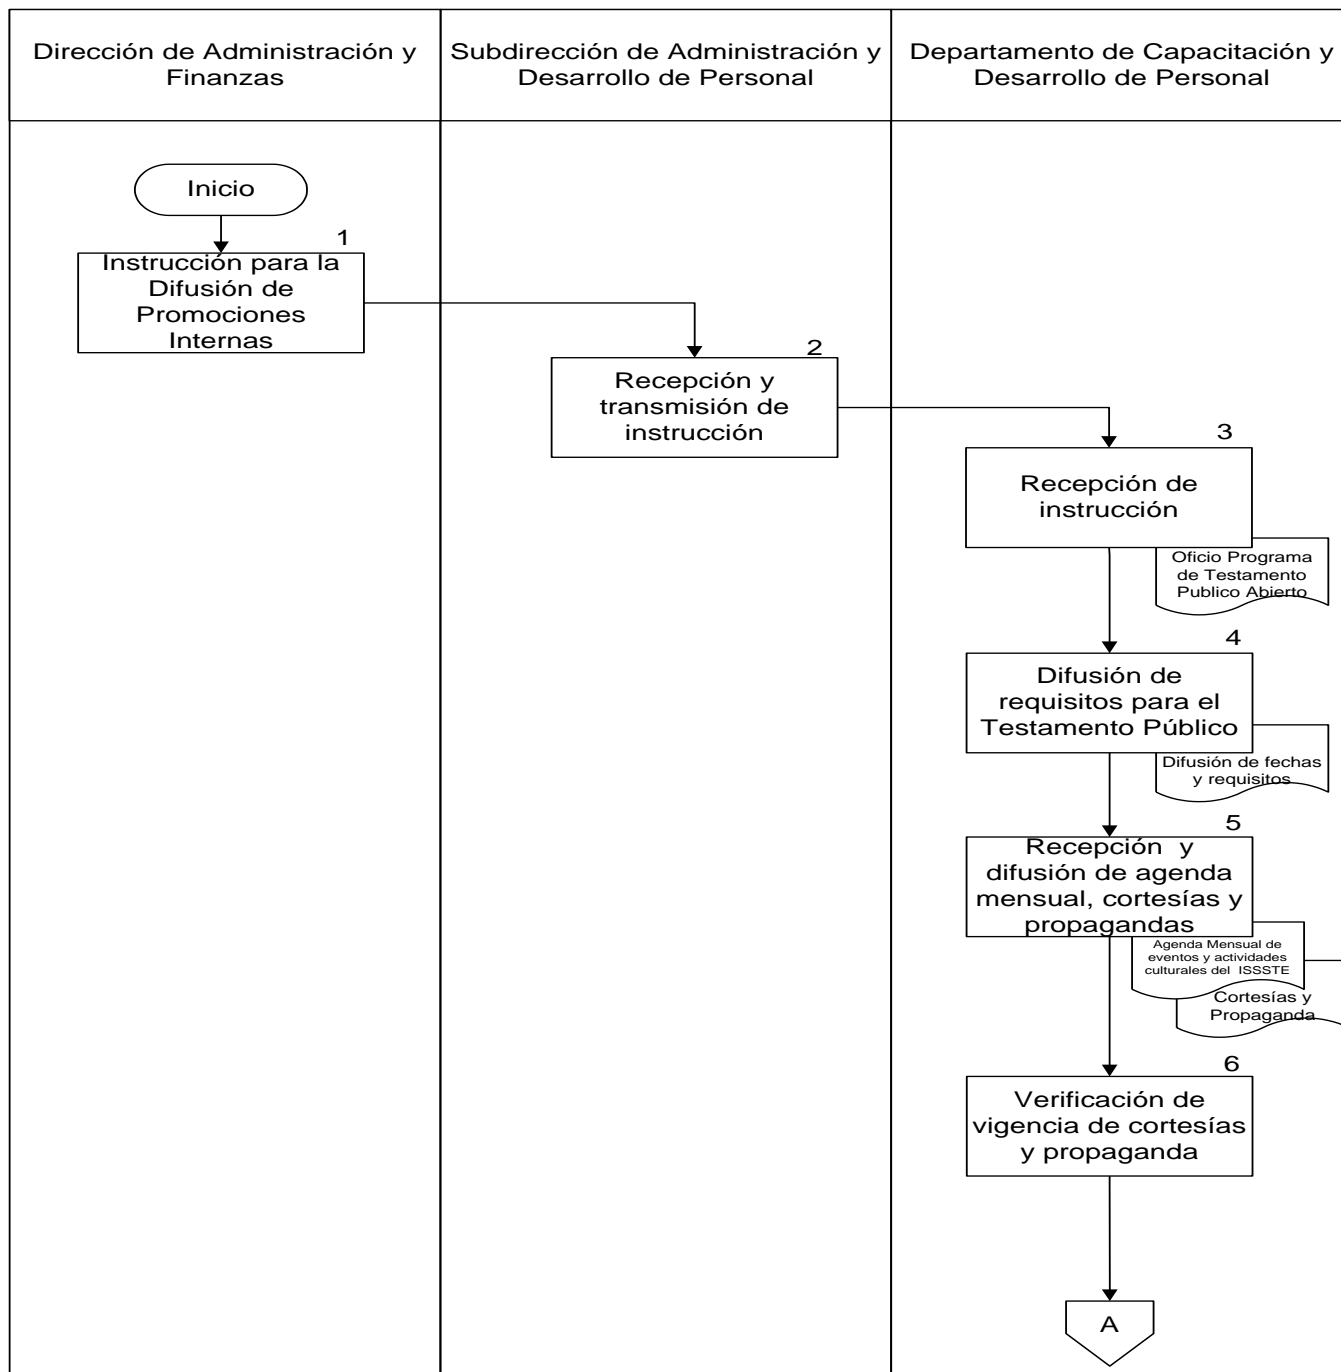 Dirección de Administración y
Finanzas
Subdirección de Administración y
Desarrollo de Personal
Departamento de Capacitación y
Desarrollo de Personal
Inicio
1
Instrucción para la
Difusión de
Promociones
Internas
2
Recepción y
transmisión de
instrucción
3
Recepción de
instrucción
Oficio Programa
de Testamento
Publico Abierto
4
Difusión de
requisitos para el
Testamento Público
Difusión de fechas
y requisitos
5
Recepción y
difusión de agenda
mensual, cortesías y
propagandas
Agenda Mensual de
eventos y actividades
culturales del ISSSTE
Cortesías y
Propaganda
6
Verificación de
vigencia de cortesías
y propaganda
A